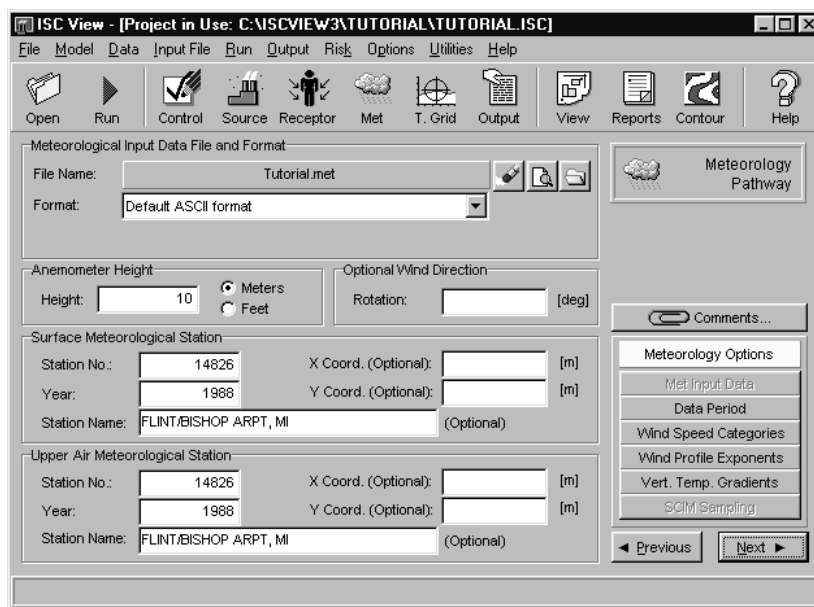 ISC View - [Project in Use: C:\ISCVIEW3\TUTORIAL\TUTORIAL.ISC]
File Model Data Input File Run Output Risk Options Utilities Help
Open Run Control Source Receptor Met T. Grid Output View Reports Contour Help
Meteorological Input Data File and Format
File Name: Tutorial.met
Format: Default ASCII format
Meteorology
Pathway
Anemometer Height
Height: 10 Meters
Feet
Optional Wind Direction
Rotation: [deg]
Comments...
Surface Meteorological Station
Station No.: 14826 X Coord. (Optional): [m]
Year: 1988 Y Coord. (Optional): [m]
Station Name: FLINT/BISHOP ARPT, MI (Optional)
Upper Air Meteorological Station
Station No.: 14826 X Coord. (Optional): [m]
Year: 1988 Y Coord. (Optional): [m]
Station Name: FLINT/BISHOP ARPT, MI (Optional)
Meteorology Options
Met Input Data
Data Period
Wind Speed Categories
Wind Profile Exponents
Vert. Temp. Gradients
SCIM Sampling
Previous Next